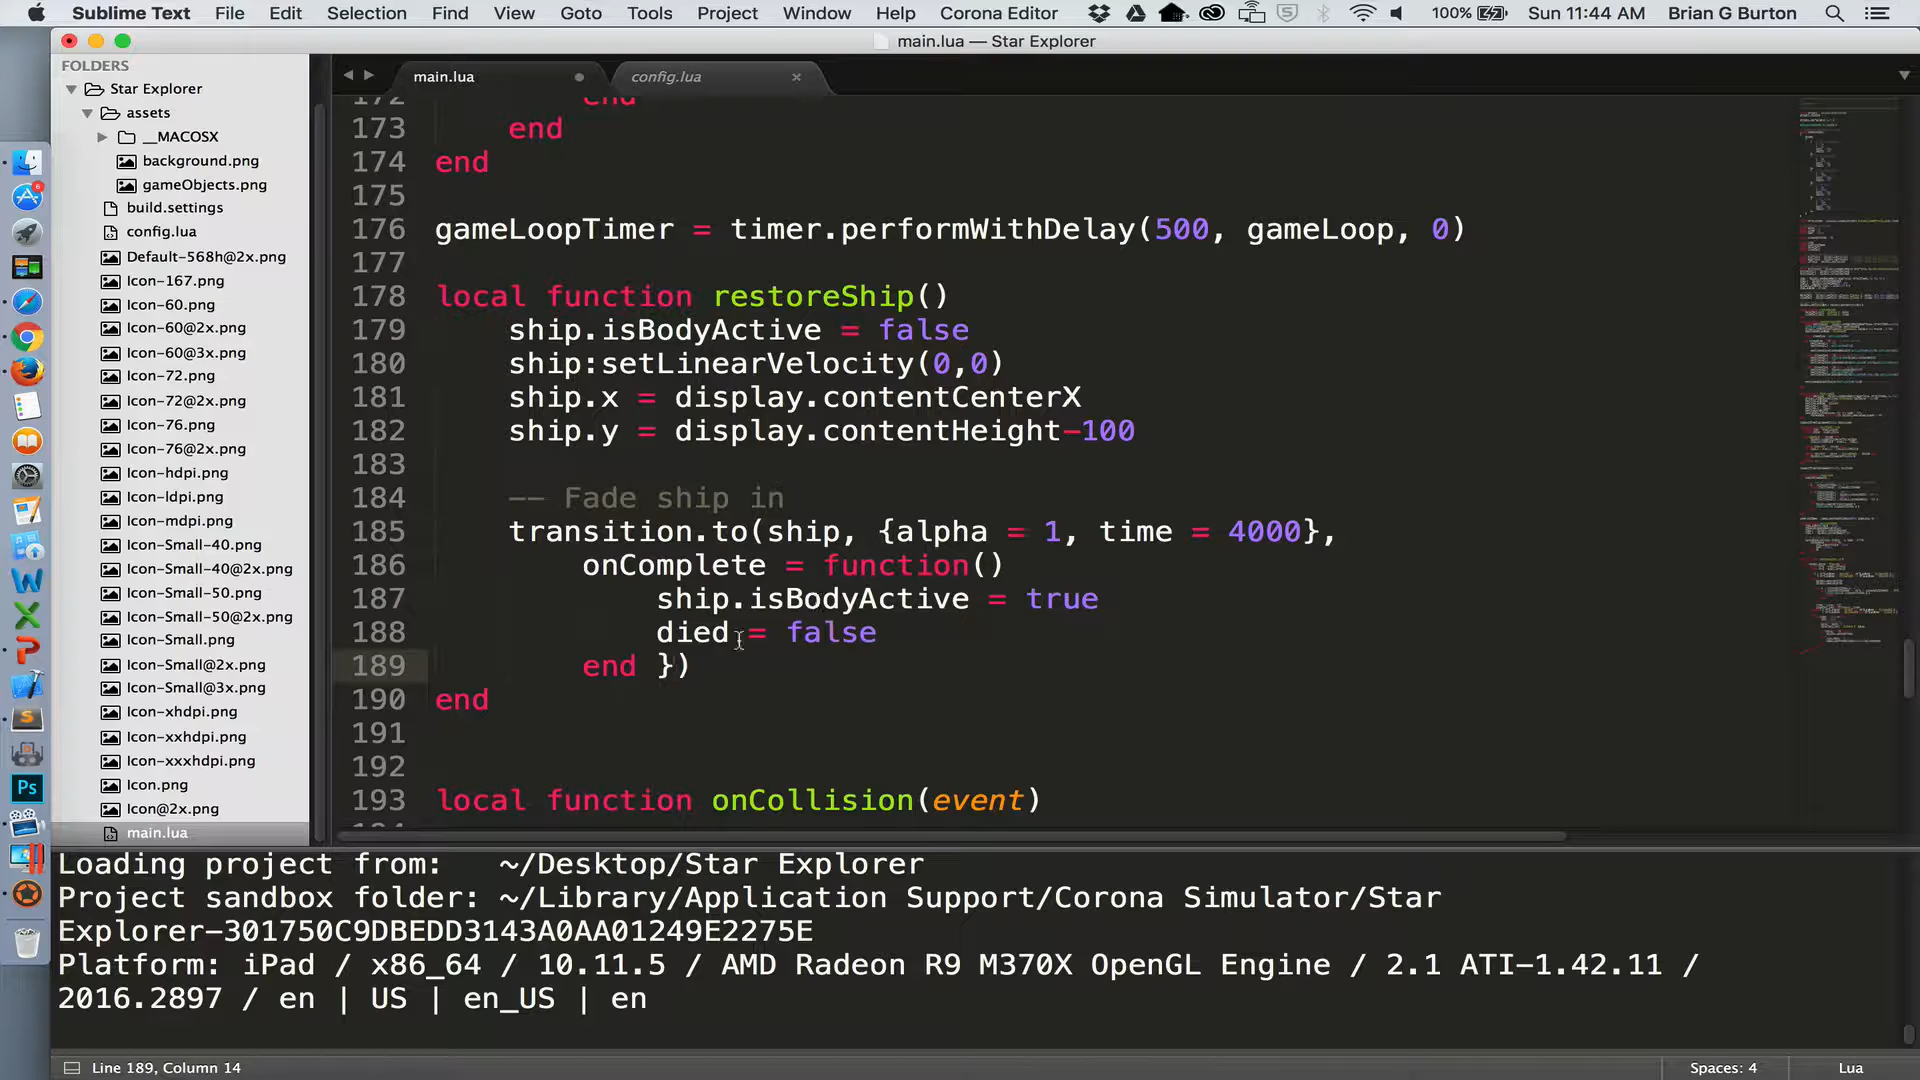 Sublime Text File Edit Selection Find View Goto Tools Project Window Help Corona Editor 100% Sun 11:44 AM Brian G Burton
main.lua — Star Explorer
FOLDERS
Star Explorer
assets
__MACOSX
background.png
gameObjects.png
build.settings
config.lua
Default-568h@2x.png
Icon-167.png
Icon-60.png
Icon-60@2x.png
Icon-60@3x.png
Icon-72.png
Icon-72@2x.png
Icon-76.png
Icon-76@2x.png
Icon-hdpi.png
Icon-ldpi.png
Icon-mdpi.png
Icon-Small-40.png
Icon-Small-40@2x.png
Icon-Small-50.png
Icon-Small-50@2x.png
Icon-Small.png
Icon-Small@2x.png
Icon-Small@3x.png
Icon-xhdpi.png
Icon-xxhdpi.png
Icon-xxxhdpi.png
Icon.png
Icon@2x.png
main.lua
main.lua config.lua
172 end
173 end
174 end
175
176 gameLoopTimer = timer.performWithDelay(500, gameLoop, 0)
177
178 local function restoreShip()
179 ship.isBodyActive = false
180 ship:setLinearVelocity(0,0)
181 ship.x = display.contentCenterX
182 ship.y = display.contentHeight-100
183
184 -- Fade ship in
185 transition.to(ship, {alpha = 1, time = 4000},
186 onComplete = function()
187 ship.isBodyActive = true
188 died = false
189 end })
190 end
191
192
193 local function onCollision(event)
Loading project from: ~/Desktop/Star Explorer
Project sandbox folder: ~/Library/Application Support/Corona Simulator/Star
Explorer-301750C9DBEDD3143A0AA01249E2275E
Platform: iPad / x86_64 / 10.11.5 / AMD Radeon R9 M370X OpenGL Engine / 2.1 ATI-1.42.11 /
2016.2897 / en | US | en_US | en
Line 189, Column 14 Spaces: 4 Lua